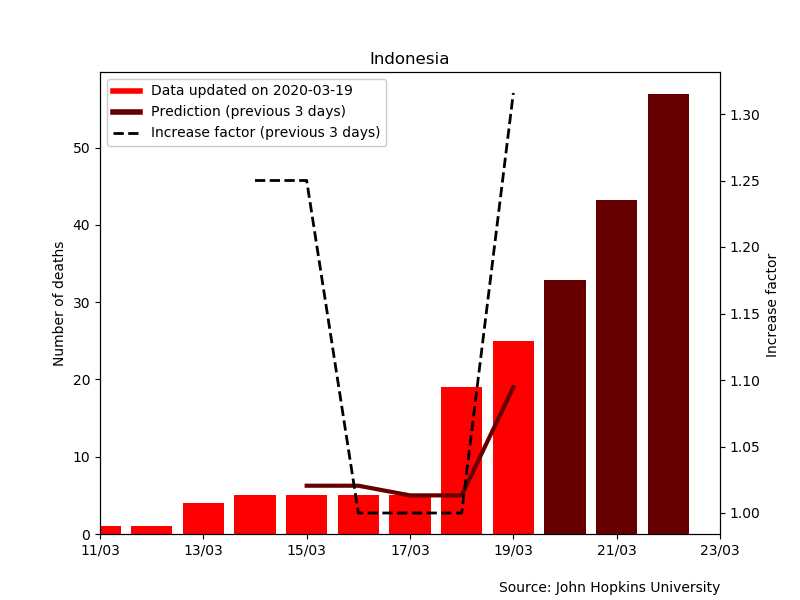 Indonesia
Data updated on 2020-03-19
Prediction (previous 3 days)
Increase factor (previous 3 days)
Number of deaths
50
40
30
20
10
0
1.30
1.25
1.20
1.15
1.10
1.05
1.00
Increase factor
11/03 13/03 15/03 17/03 19/03 21/03 23/03
Source: John Hopkins University